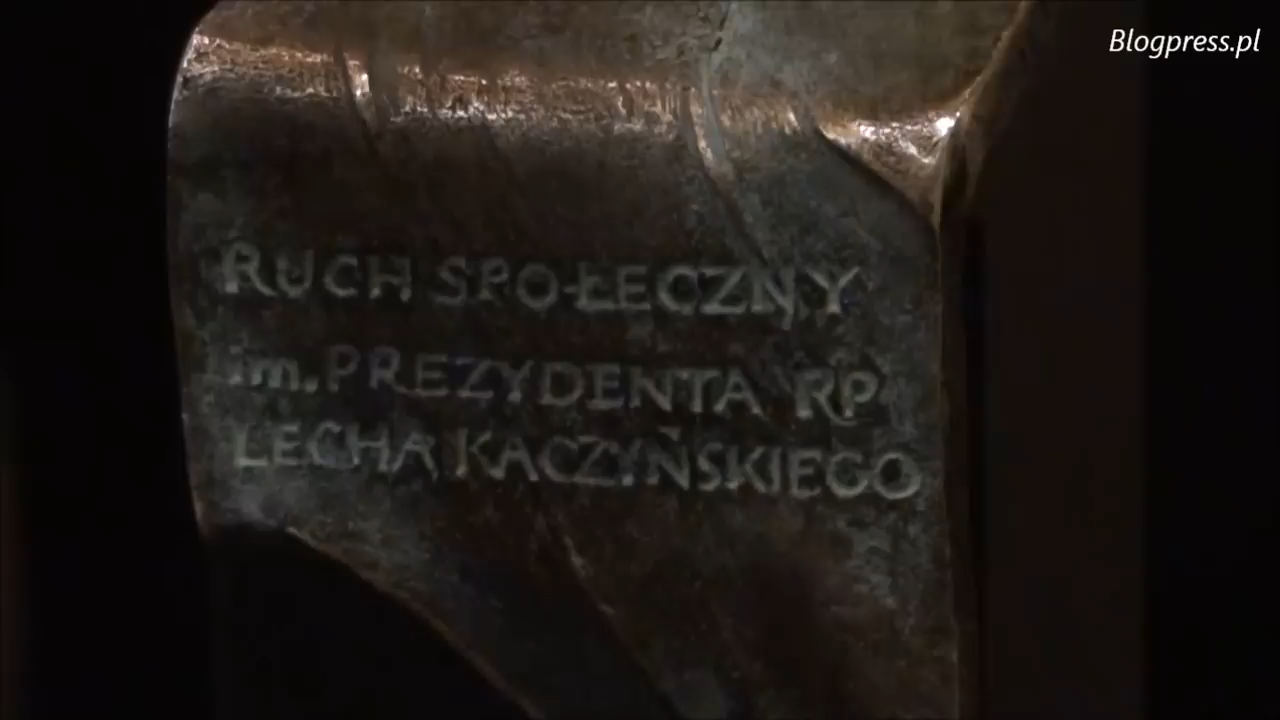 Blogpress.pl
RUCH SPOŁECZNY
im. PREZYDENTA RP
LECHA KACZYŃSKIEGO